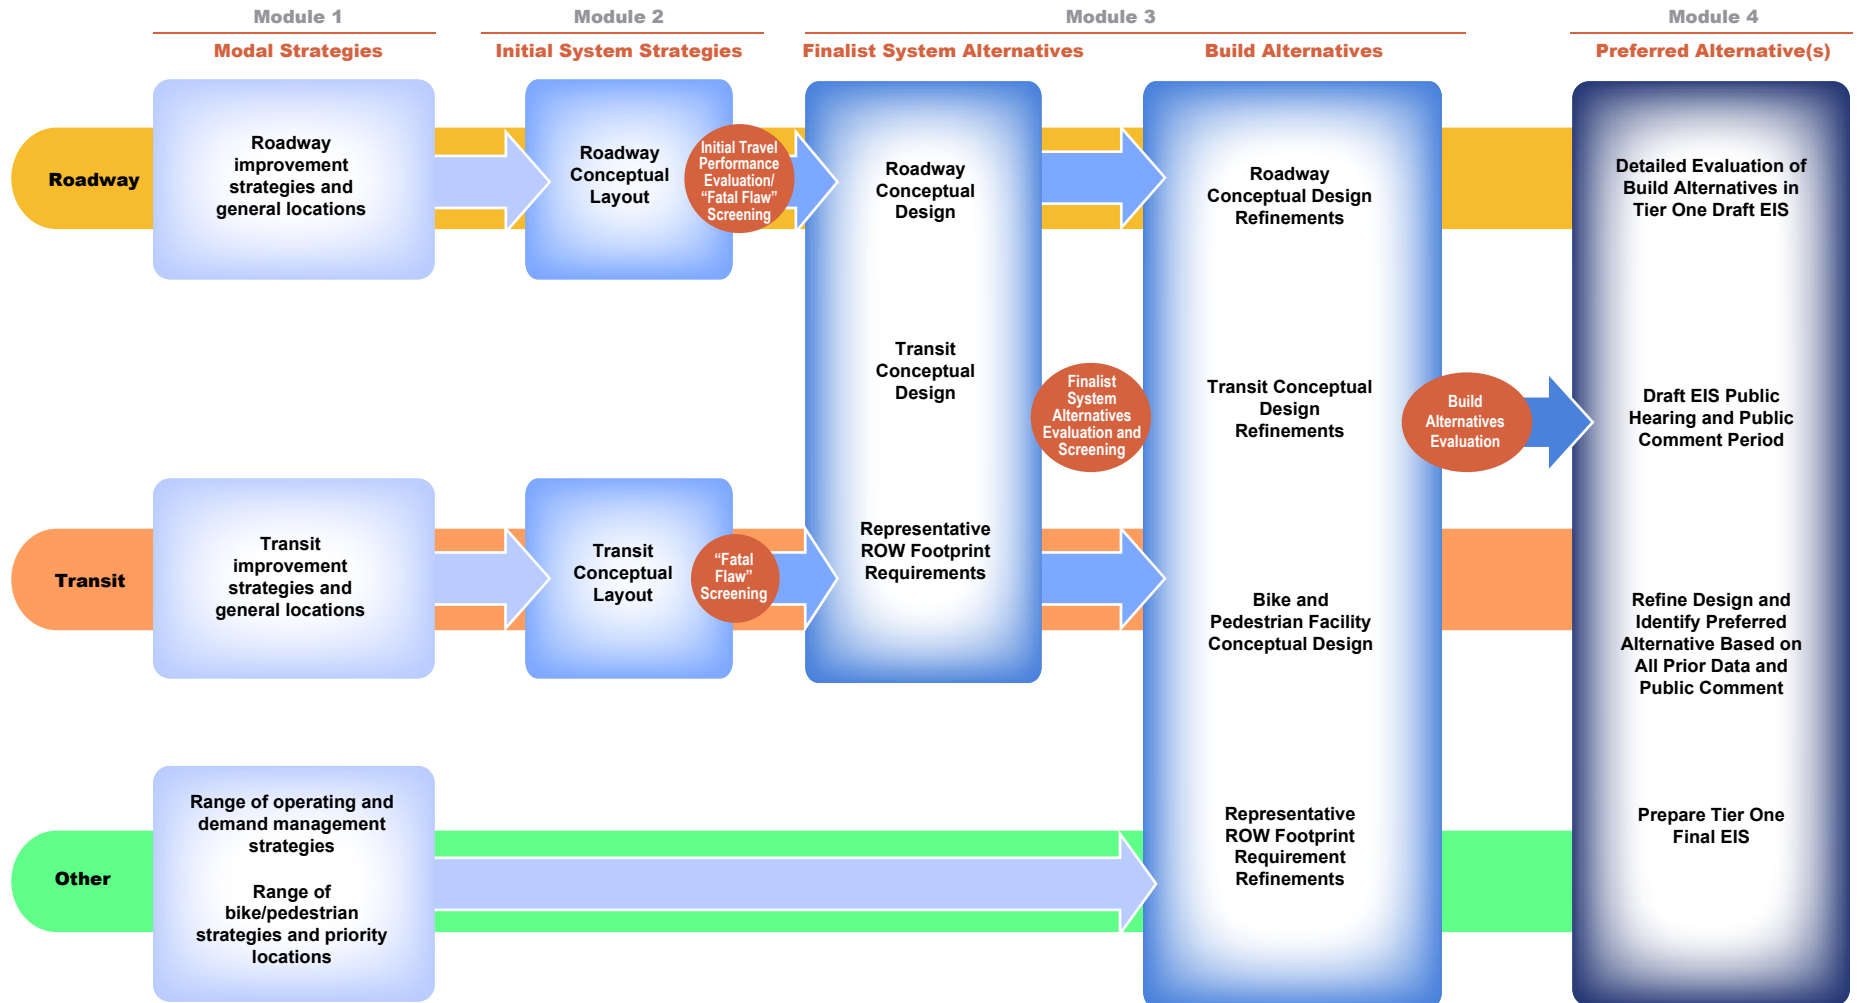 Module 1
Module 2
Module 3
Module 4
Modal Strategies
Initial System Strategies
Finalist System Alternatives
Build Alternatives
Preferred Alternative(s)
Roadway
Roadway
improvement
strategies and
general locations
Roadway
Conceptual
Layout
Initial Travel
Performance
Evaluation/
“Fatal Flaw”
Screening
Roadway
Conceptual
Design
Transit
Conceptual
Design
Representative
ROW Footprint
Requirements
Finalist
System
Alternatives
Evaluation and
Screening
Roadway
Conceptual Design
Refinements
Transit Conceptual
Design
Refinements
Bike and
Pedestrian Facility
Conceptual Design
Representative
ROW Footprint
Requirement
Refinements
Build
Alternatives
Evaluation
Detailed Evaluation of
Build Alternatives in
Tier One Draft EIS
Draft EIS Public
Hearing and Public
Comment Period
Refine Design and
Identify Preferred
Alternative Based on
All Prior Data and
Public Comment
Prepare Tier One
Final EIS
Transit
Transit
improvement
strategies and
general locations
Transit
Conceptual
Layout
“Fatal
Flaw”
Screening
Other
Range of operating and
demand management
strategies
Range of
bike/pedestrian
strategies and priority
locations